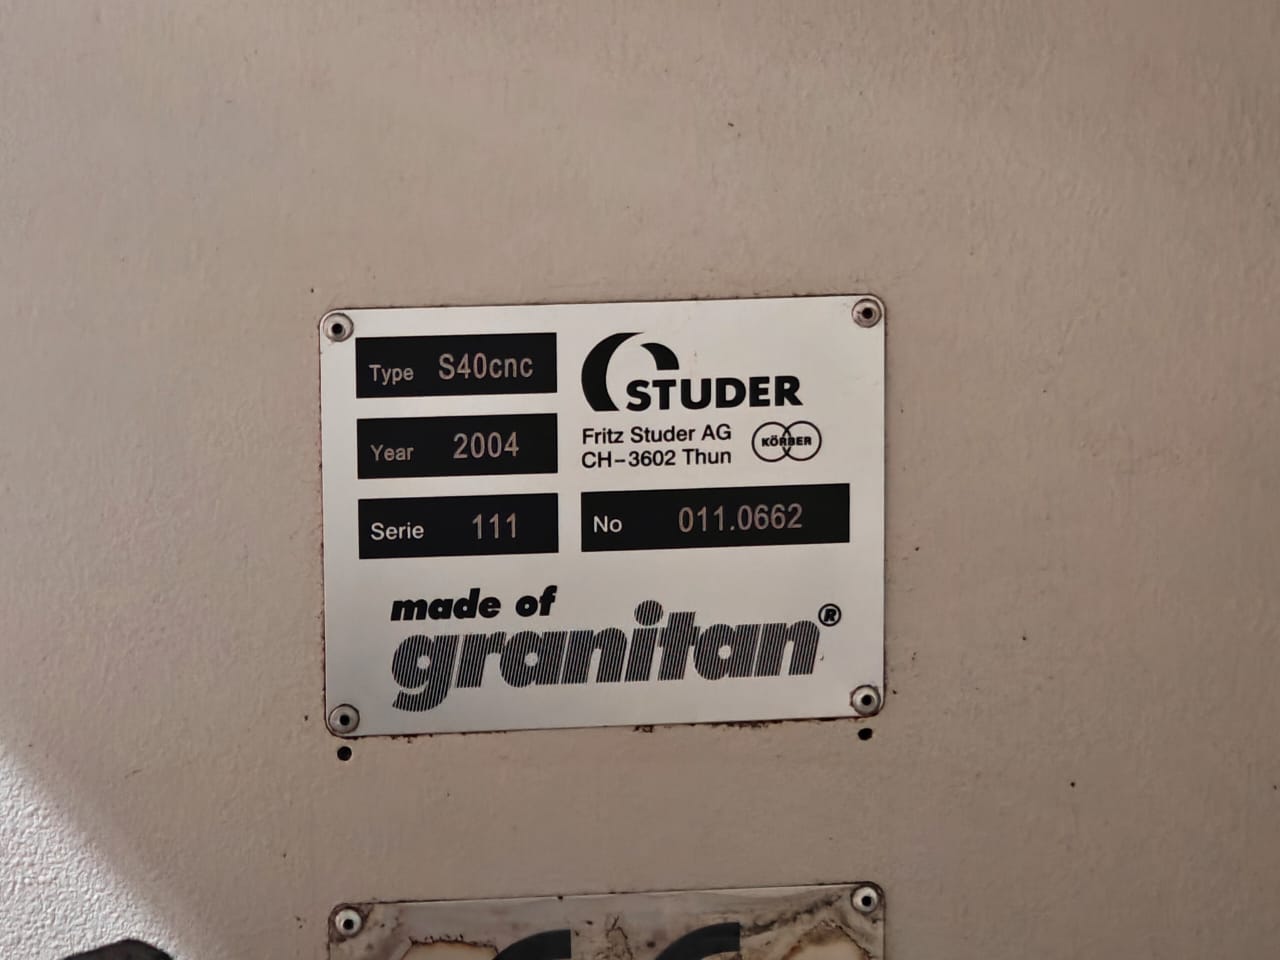 Type S40cnc
STUDER
Year 2004
Fritz Studer AG
CH-3602 Thun
KÖRBER
Serie 111
No 011.0662
made of
granitan®